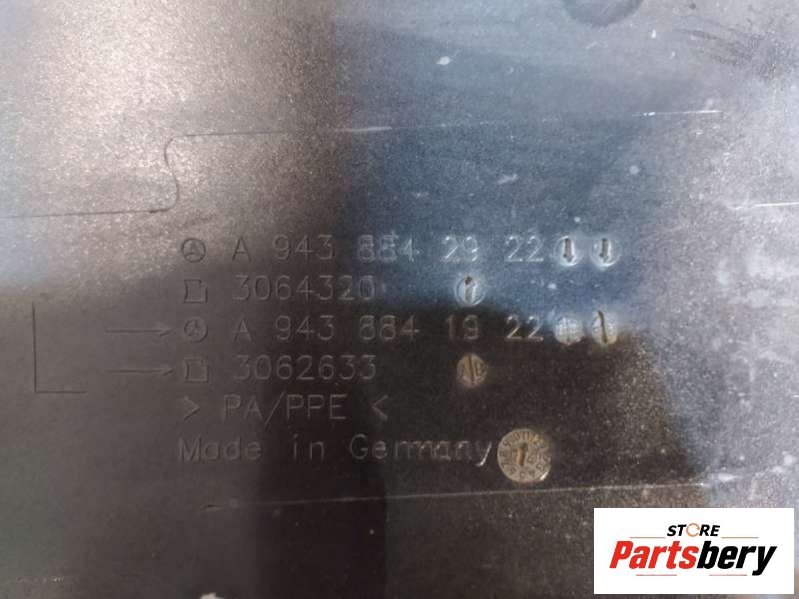 A 943 884 29 22
3064320
A 943 884 19 22
3062633 A/B
> PA/PPE <
Made in Germany
STORE
Partsbery